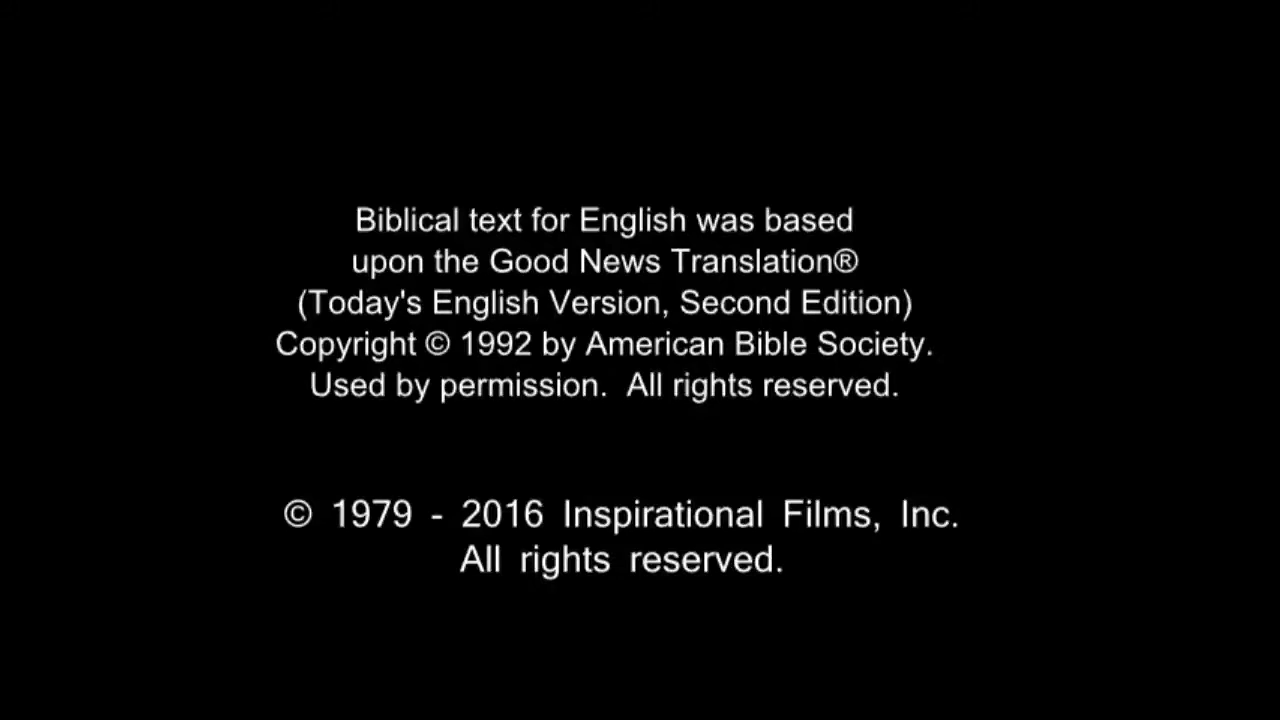 Biblical text for English was based
upon the Good News Translation®
(Today's English Version, Second Edition)
Copyright © 1992 by American Bible Society.
Used by permission.  All rights reserved.
© 1979 - 2016 Inspirational Films, Inc.
All rights reserved.